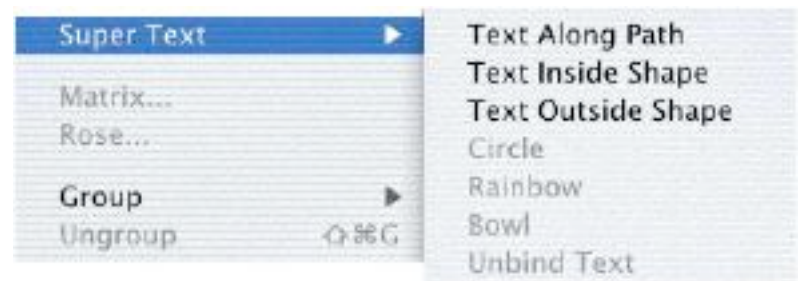 Super Text
Matrix...
Rose...
Group
Ungroup ⇧⌘G
Text Along Path
Text Inside Shape
Text Outside Shape
Circle
Rainbow
Bowl
Unbind Text